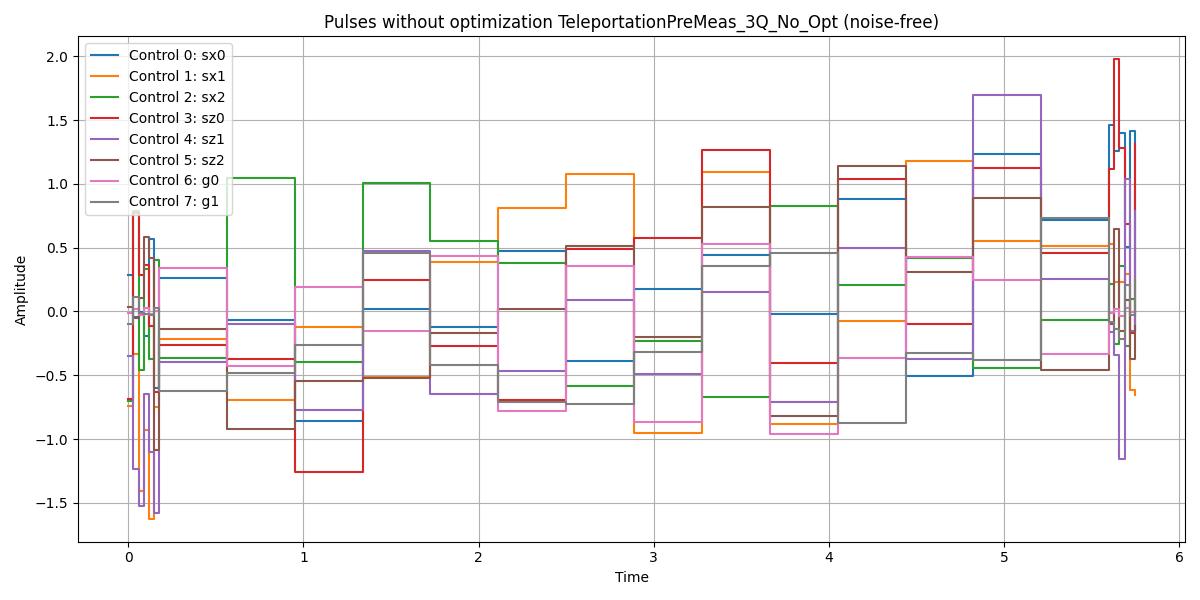 Pulses without optimization TeleportationPreMeas_3Q_No_Opt (noise-free)
Control 0: sx0
Control 1: sx1
Control 2: sx2
Control 3: sz0
Control 4: sz1
Control 5: sz2
Control 6: g0
Control 7: g1
2.0
1.5
1.0
0.5
0.0
−0.5
−1.0
−1.5
Amplitude
0 1 2 3 4 5 6
Time